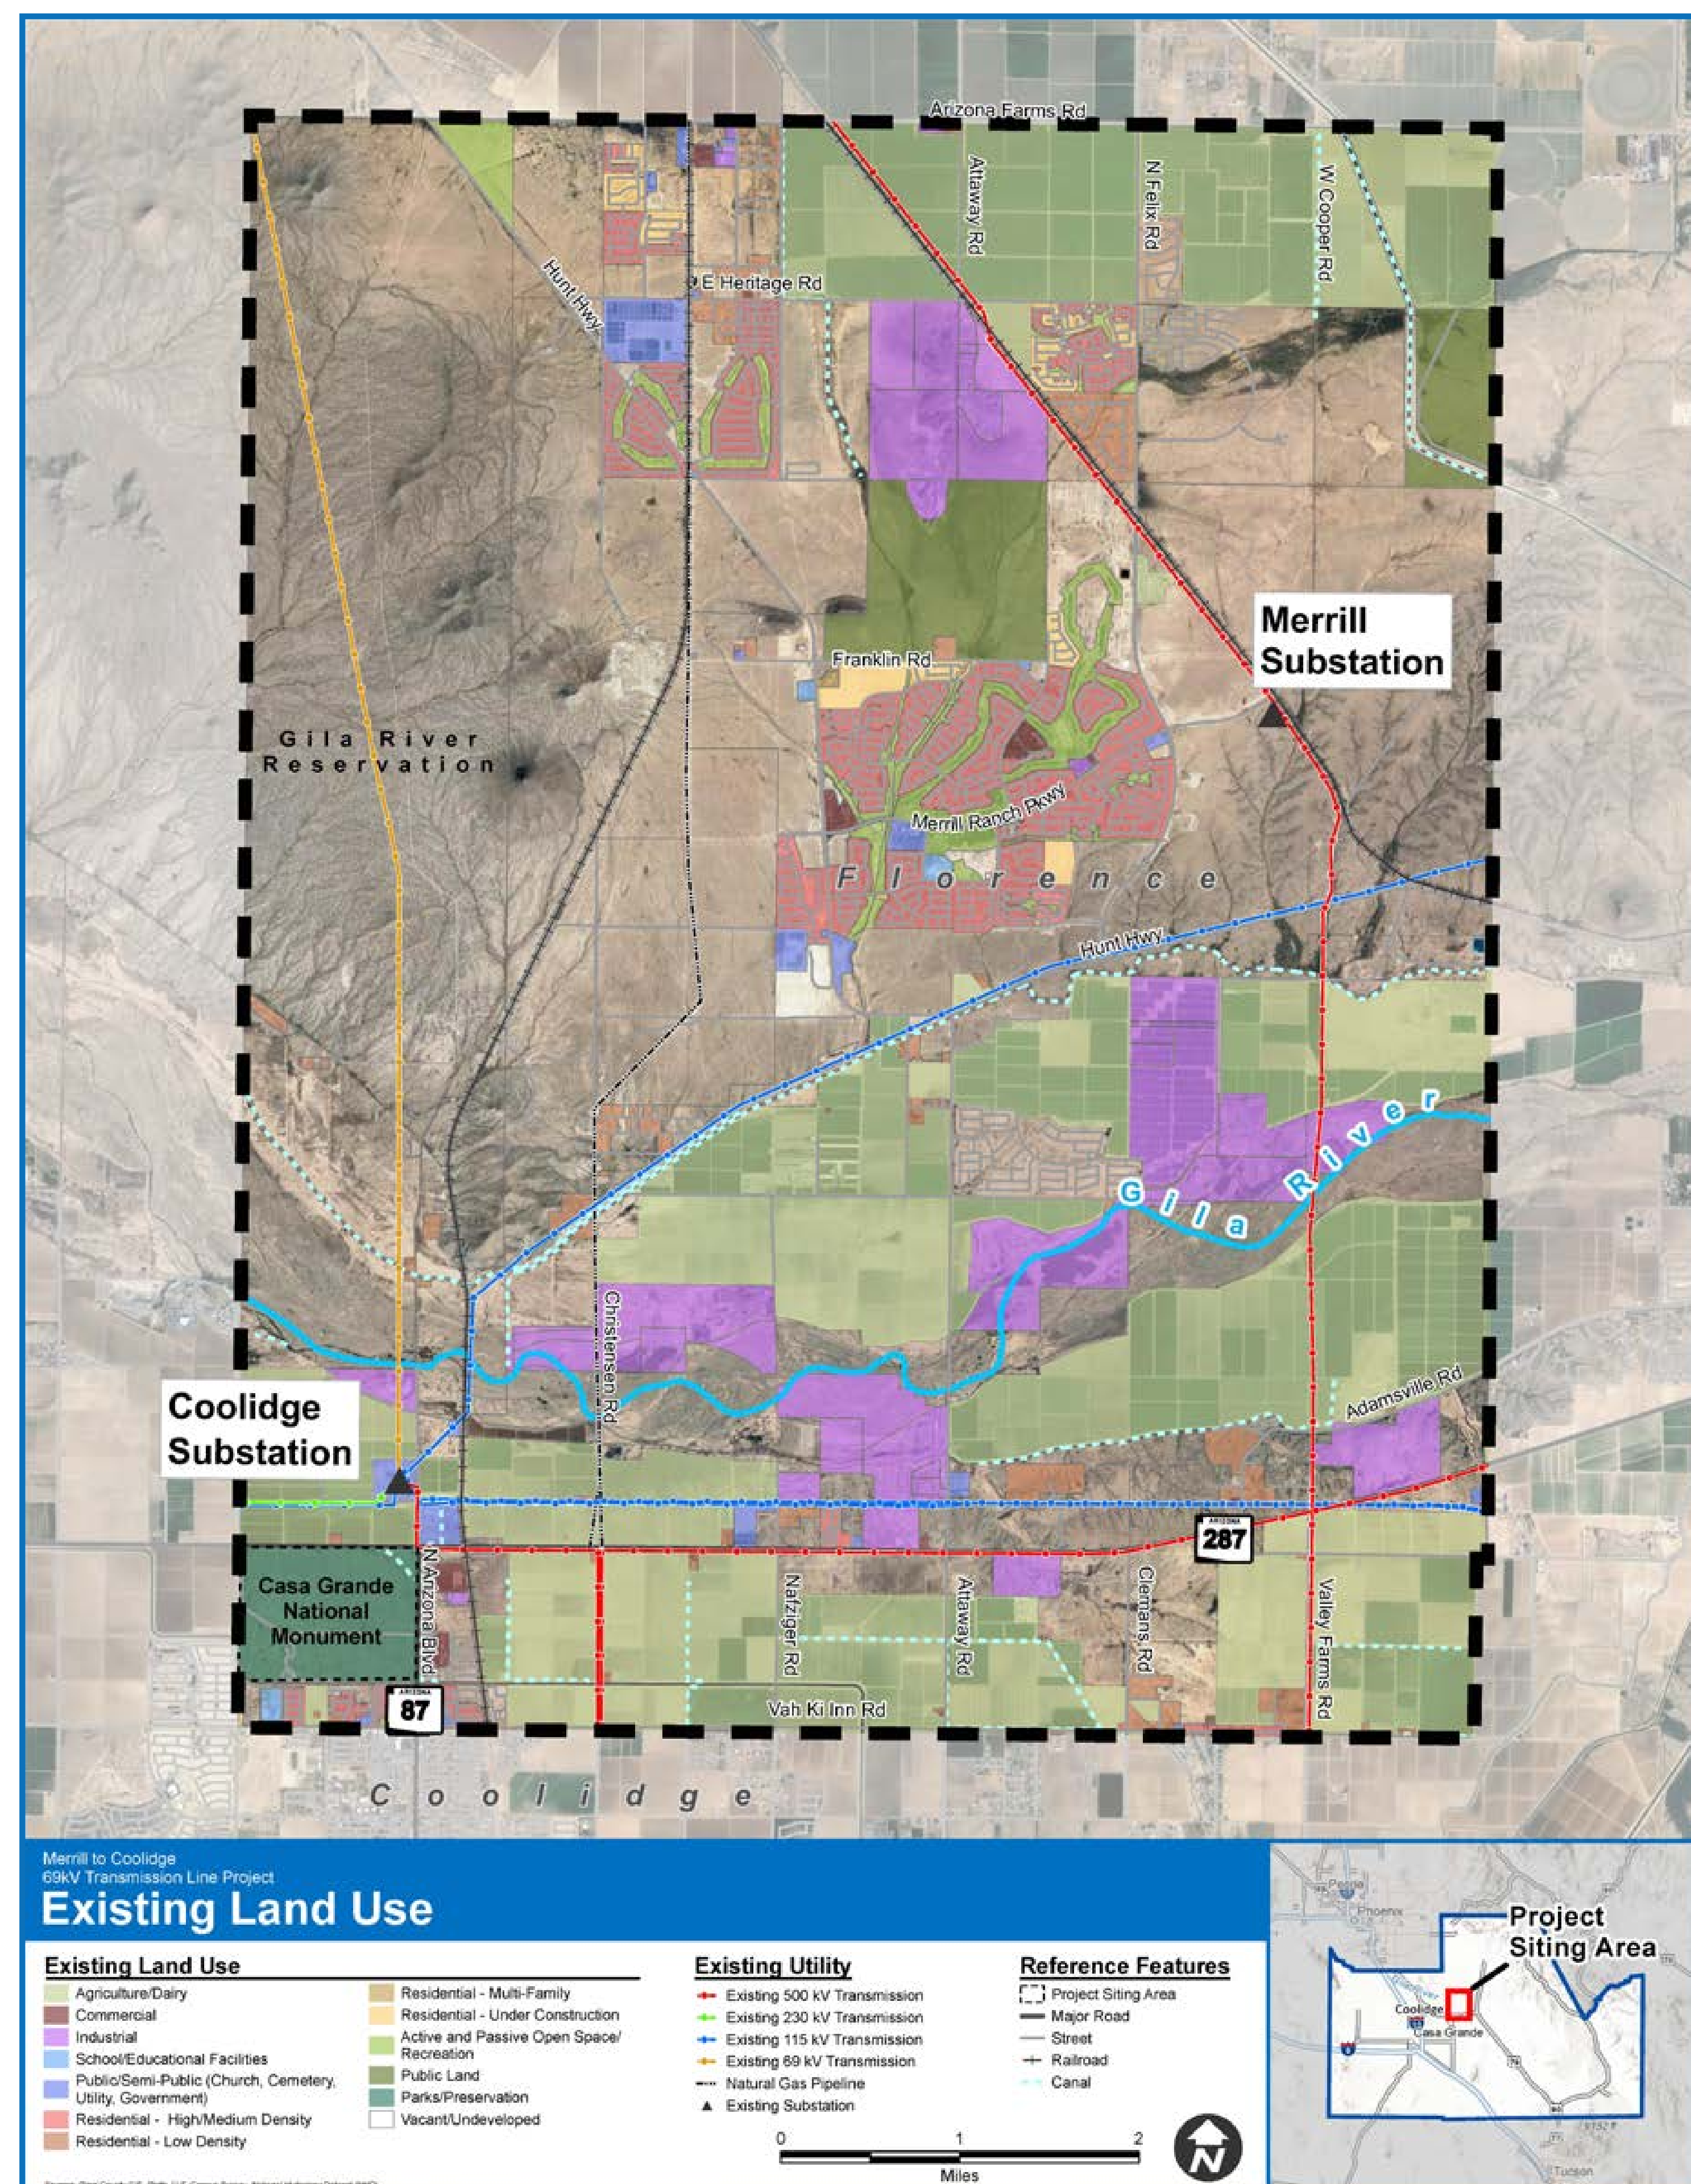 Arizona Farms Rd
Attaway Rd
N Felix Rd
W Cooper Rd
Hunt Hwy
E Heritage Rd
Merrill
Substation
Franklin Rd
Gila River
Reservation
Merrill Ranch Pkwy
Florence
Hunt Hwy
Gila River
Christensen Rd
Adamsville Rd
Coolidge
Substation
ARIZONA
287
Casa Grande
National
Monument
N Arizona Blvd
Nafziger Rd
Attaway Rd
Clemans Rd
Valley Farms Rd
ARIZONA
87
Vah Ki Inn Rd
Coolidge
Merrill to Coolidge
69kV Transmission Line Project
Existing Land Use
Existing Land Use
Agriculture/Dairy
Commercial
Industrial
School/Educational Facilities
Public/Semi-Public (Church, Cemetery,
Utility, Government)
Residential - High/Medium Density
Residential - Low Density
Residential - Multi-Family
Residential - Under Construction
Active and Passive Open Space/
Recreation
Public Land
Parks/Preservation
Vacant/Undeveloped
Existing Utility
Existing 500 kV Transmission
Existing 230 kV Transmission
Existing 115 kV Transmission
Existing 69 kV Transmission
Natural Gas Pipeline
Existing Substation
Reference Features
Project Siting Area
Major Road
Street
Railroad
Canal
0 1 2
Miles
N
Peoria
Phoenix
Project
Siting Area
Coolidge
Casa Grande
Tucson